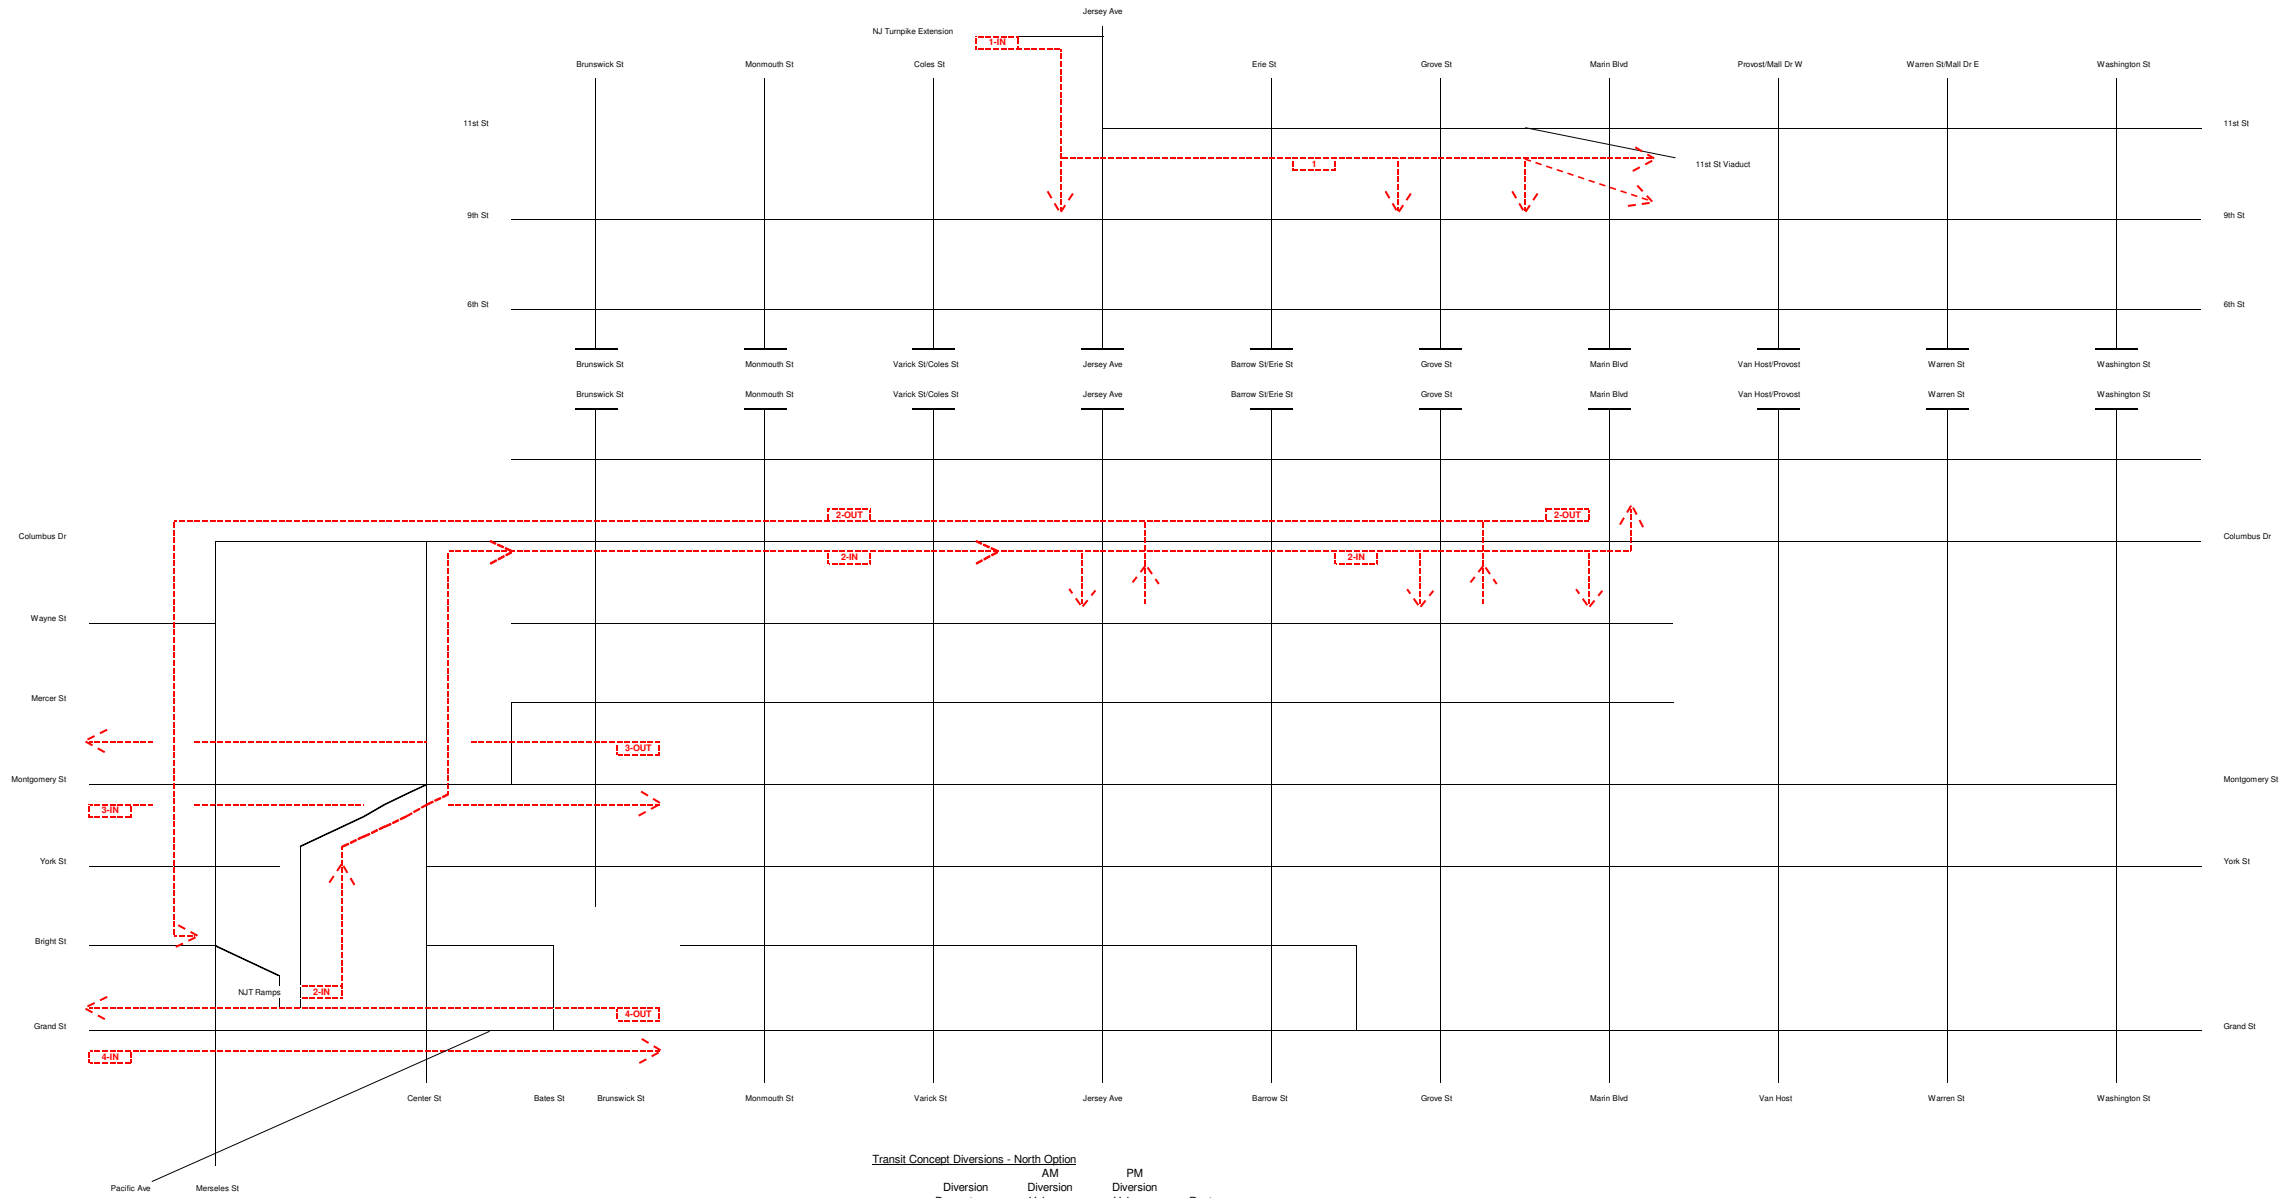 Jersey Ave
NJ Turnpike Extension
1-IN
Brunswick St
Monmouth St
Coles St
Erie St
Grove St
Marin Blvd
Provost/Mall Dr W
Warren St/Mall Dr E
Washington St
11st St
11st St
1
11st St Viaduct
9th St
9th St
6th St
6th St
Brunswick St
Monmouth St
Varick St/Coles St
Jersey Ave
Barrow St/Erie St
Grove St
Marin Blvd
Van Host/Provost
Warren St
Washington St
Brunswick St
Monmouth St
Varick St/Coles St
Jersey Ave
Barrow St/Erie St
Grove St
Marin Blvd
Van Host/Provost
Warren St
Washington St
2-OUT
2-OUT
Columbus Dr
Columbus Dr
2-IN
2-IN
Wayne St
Mercer St
3-OUT
Montgomery St
Montgomery St
3-IN
York St
York St
Bright St
NJT Ramps
2-IN
4-OUT
Grand St
Grand St
4-IN
Center St
Bates St
Brunswick St
Monmouth St
Varick St
Jersey Ave
Barrow St
Grove St
Marin Blvd
Van Host
Warren St
Washington St
Pacific Ave
Merseles St
Transit Concept Diversions - North Option
AM PM
Diversion Diversion Diversion